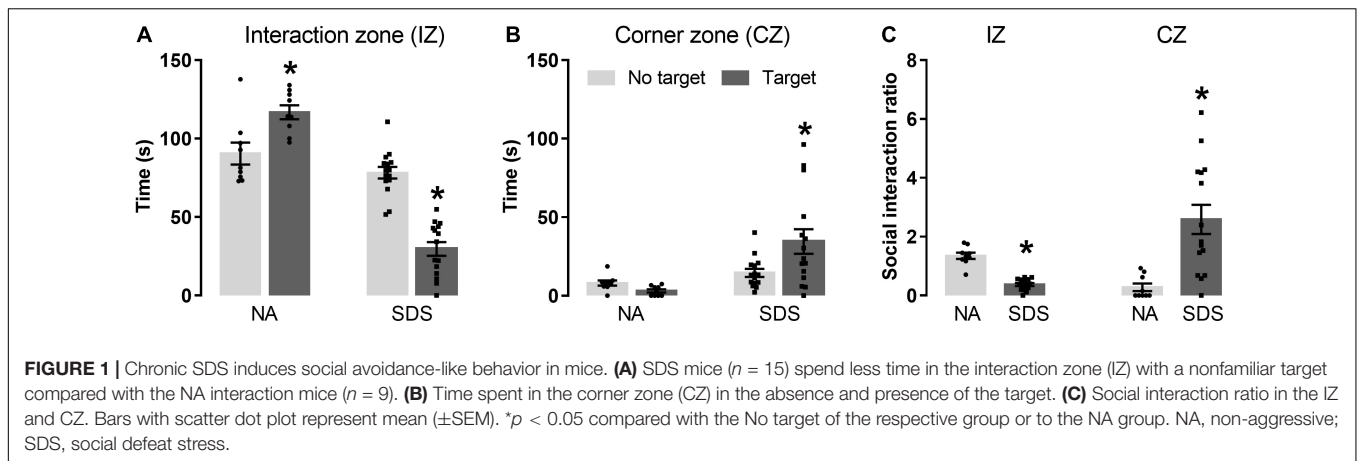 A Interaction zone (IZ)
Time (s)
150
100
50
0
*
*
NA SDS
B Corner zone (CZ)
Time (s)
150
100
50
0
No target Target
*
NA SDS
C IZ CZ
Social interaction ratio
8
6
4
2
0
*
*
NA SDS NA SDS
FIGURE 1 | Chronic SDS induces social avoidance-like behavior in mice. (A) SDS mice (n = 15) spend less time in the interaction zone (IZ) with a nonfamiliar target
compared with the NA interaction mice (n = 9). (B) Time spent in the corner zone (CZ) in the absence and presence of the target. (C) Social interaction ratio in the IZ
and CZ. Bars with scatter dot plot represent mean (±SEM). *p < 0.05 compared with the No target of the respective group or to the NA group. NA, non-aggressive;
SDS, social defeat stress.